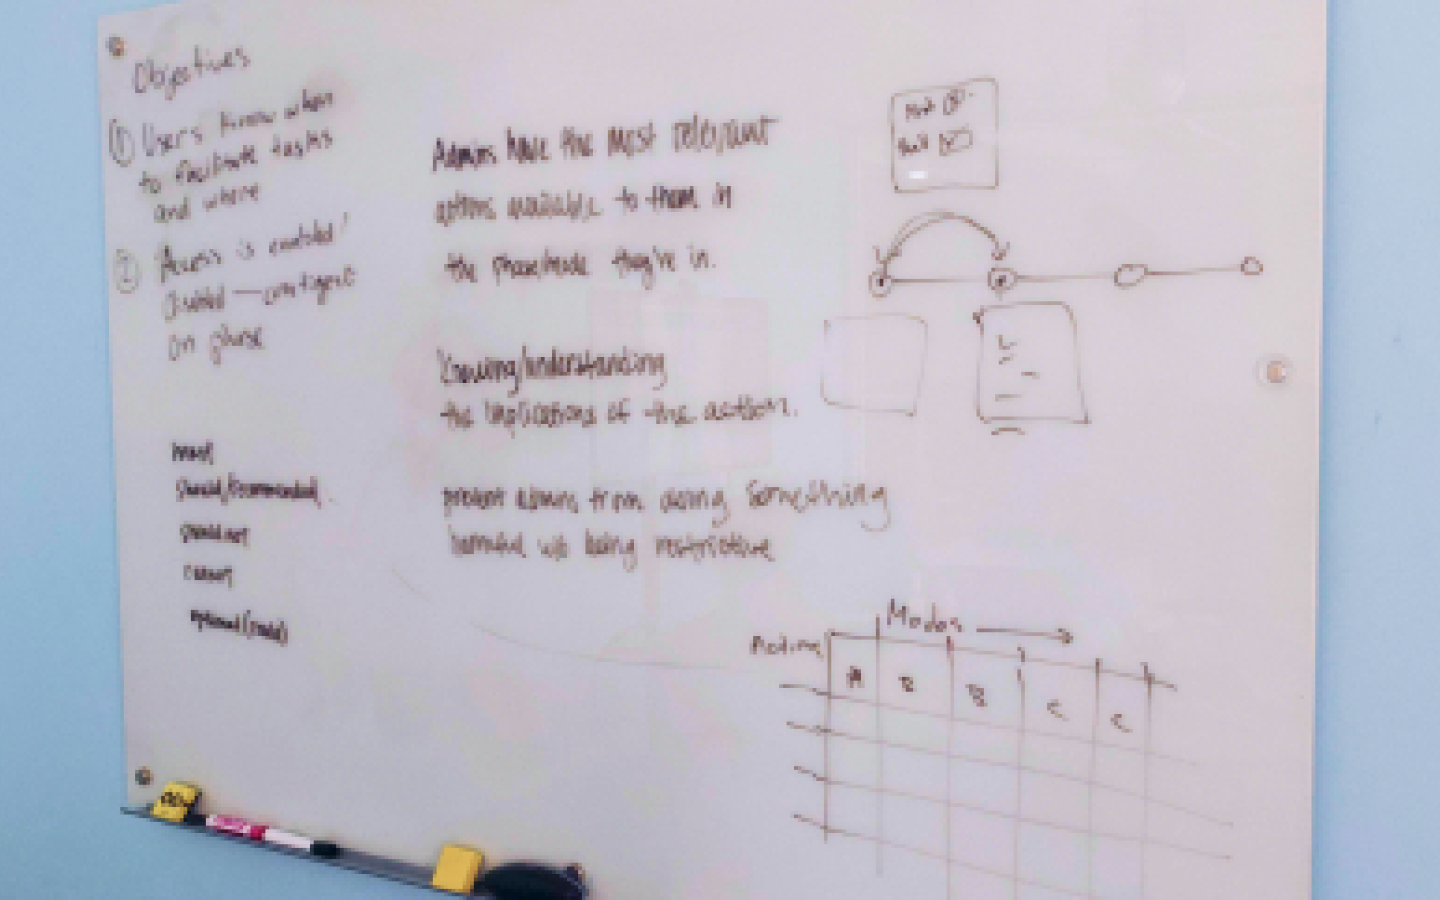 Objectives
① Users know when
to facilitate tasks
and where
② Access is enabled/
disabled — contingent
on phase
must
should/recommended
should not
cannot
optional (could)
Admins have the most relevant
actions available to them in
the phase/mode they're in.
Knowing/understanding
the implications of the action.
prevent admins from doing something
harmful w/o being restrictive
Modes
Actions
A B B C C